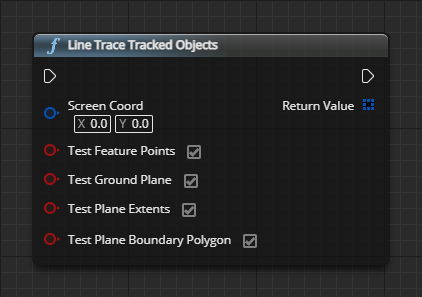 f Line Trace Tracked Objects
Screen Coord
Return Value
X 0.0 Y 0.0
Test Feature Points
Test Ground Plane
Test Plane Extents
Test Plane Boundary Polygon